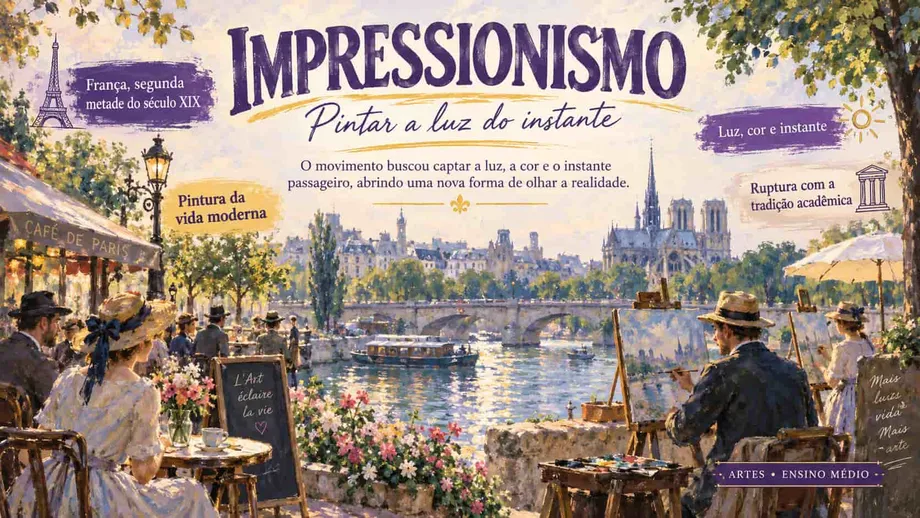 IMPRESSIONISMO
Pintar a luz do instante
O movimento buscou captar a luz, a cor e o instante
passageiro, abrindo uma nova forma de olhar a realidade.
França, segunda
metade do século XIX
Pintura da
vida moderna
Luz, cor e instante
Ruptura com a
tradição acadêmica
CAFÉ DE PARIS
L'Art
éclaire
la vie
Mais
vida
Mais
arte
ARTES • ENSINO MÉDIO